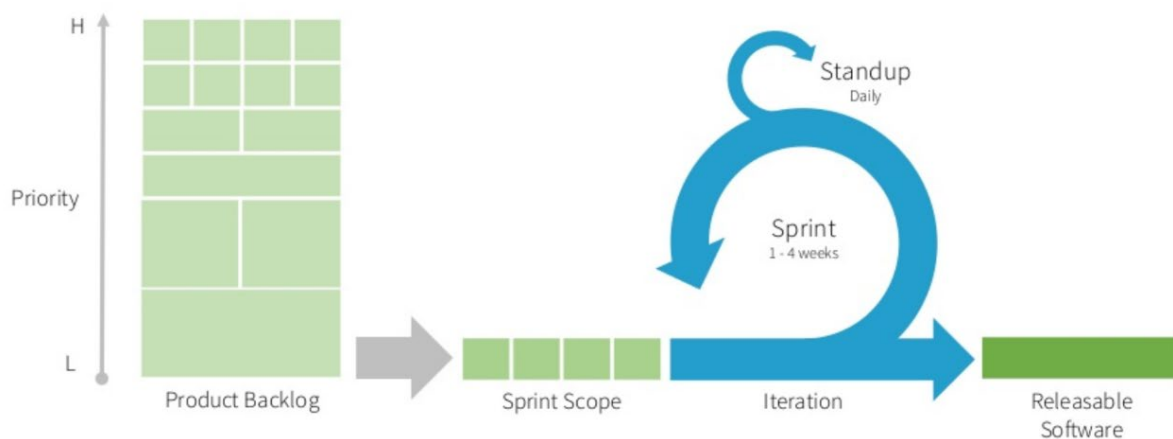 H
Priority
L
Product Backlog
Sprint Scope
Standup
Daily
Sprint
1 - 4 weeks
Iteration
Releasable
Software